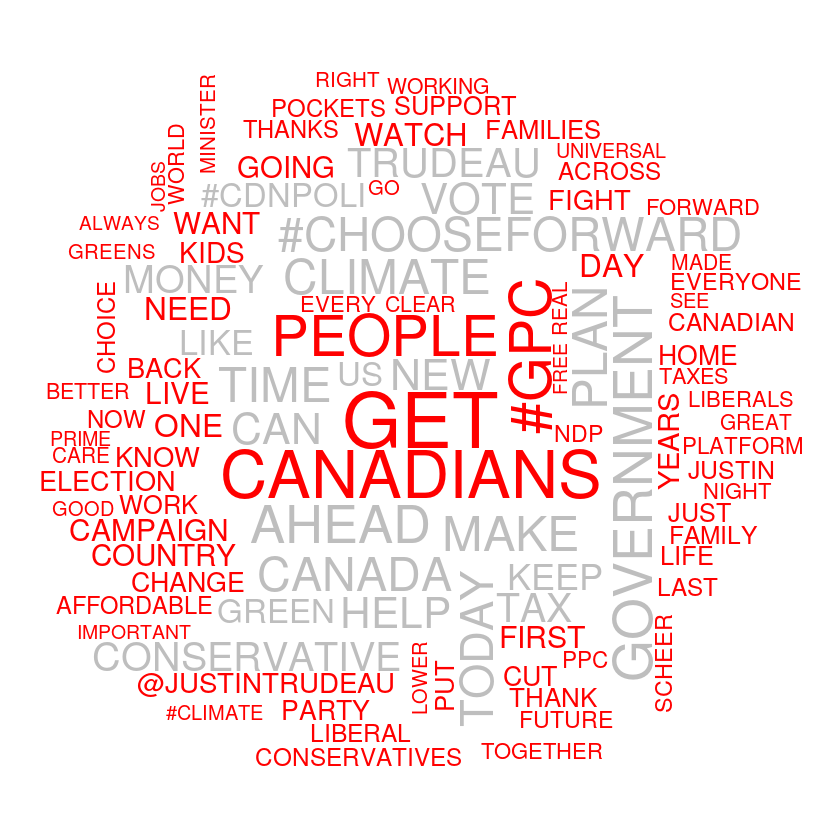 RIGHT
WORKING
MINISTER
POCKETS
SUPPORT
THANKS
WATCH
FAMILIES
WORLD
JOBS
GOING
TRUDEAU
UNIVERSAL
ACROSS
#CDNPOLI
GO
VOTE
FIGHT
FORWARD
ALWAYS
WANT
#CHOOSEFORWARD
GREENS
KIDS
MONEY
CLIMATE
DAY
MADE
EVERYONE
SEE
CHOICE
NEED
EVERY
CLEAR
#GPC
FREE
REAL
PLAN
GOVERNMENT
CANADIAN
LIKE
PEOPLE
HOME
BACK
TIME
US
NEW
TAXES
BETTER
LIVE
LIBERALS
NOW
ONE
CAN
GET
NDP
YEARS
GREAT
PRIME
CARE
KNOW
PLATFORM
ELECTION
CANADIANS
JUSTIN
NIGHT
GOOD
WORK
JUST
CAMPAIGN
AHEAD
MAKE
FAMILY
COUNTRY
LIFE
CHANGE
CANADA
KEEP
LAST
AFFORDABLE
GREEN
HELP
TODAY
TAX
IMPORTANT
FIRST
SCHEER
CONSERVATIVE
PPC
@JUSTINTRUDEAU
LOWER
PUT
CUT
THANK
#CLIMATE
PARTY
FUTURE
LIBERAL
CONSERVATIVES
TOGETHER